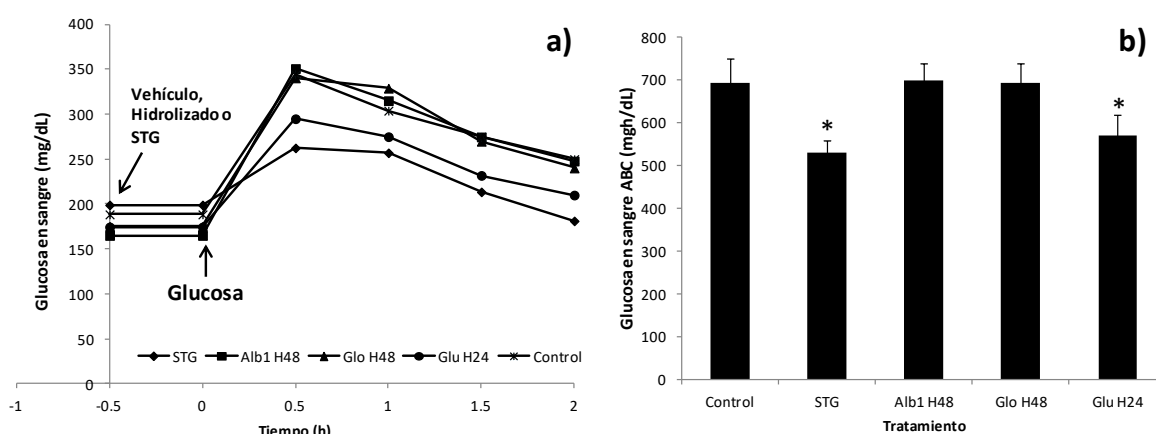 a)
Glucosa en sangre (mg/dL)
400
350
300
250
200
150
100
50
0
Vehículo,
Hidrolizado o
STG
Glucosa
STG Alb1 H48 Glo H48 Glu H24 Control
-1 -0.5 0 0.5 1 1.5 2
Tiempo (h)
b)
Glucosa en sangre ABC (mgh/dL)
800
700
600
500
400
300
200
100
0
* *
Control STG Alb1 H48 Glo H48 Glu H24
Tratamiento